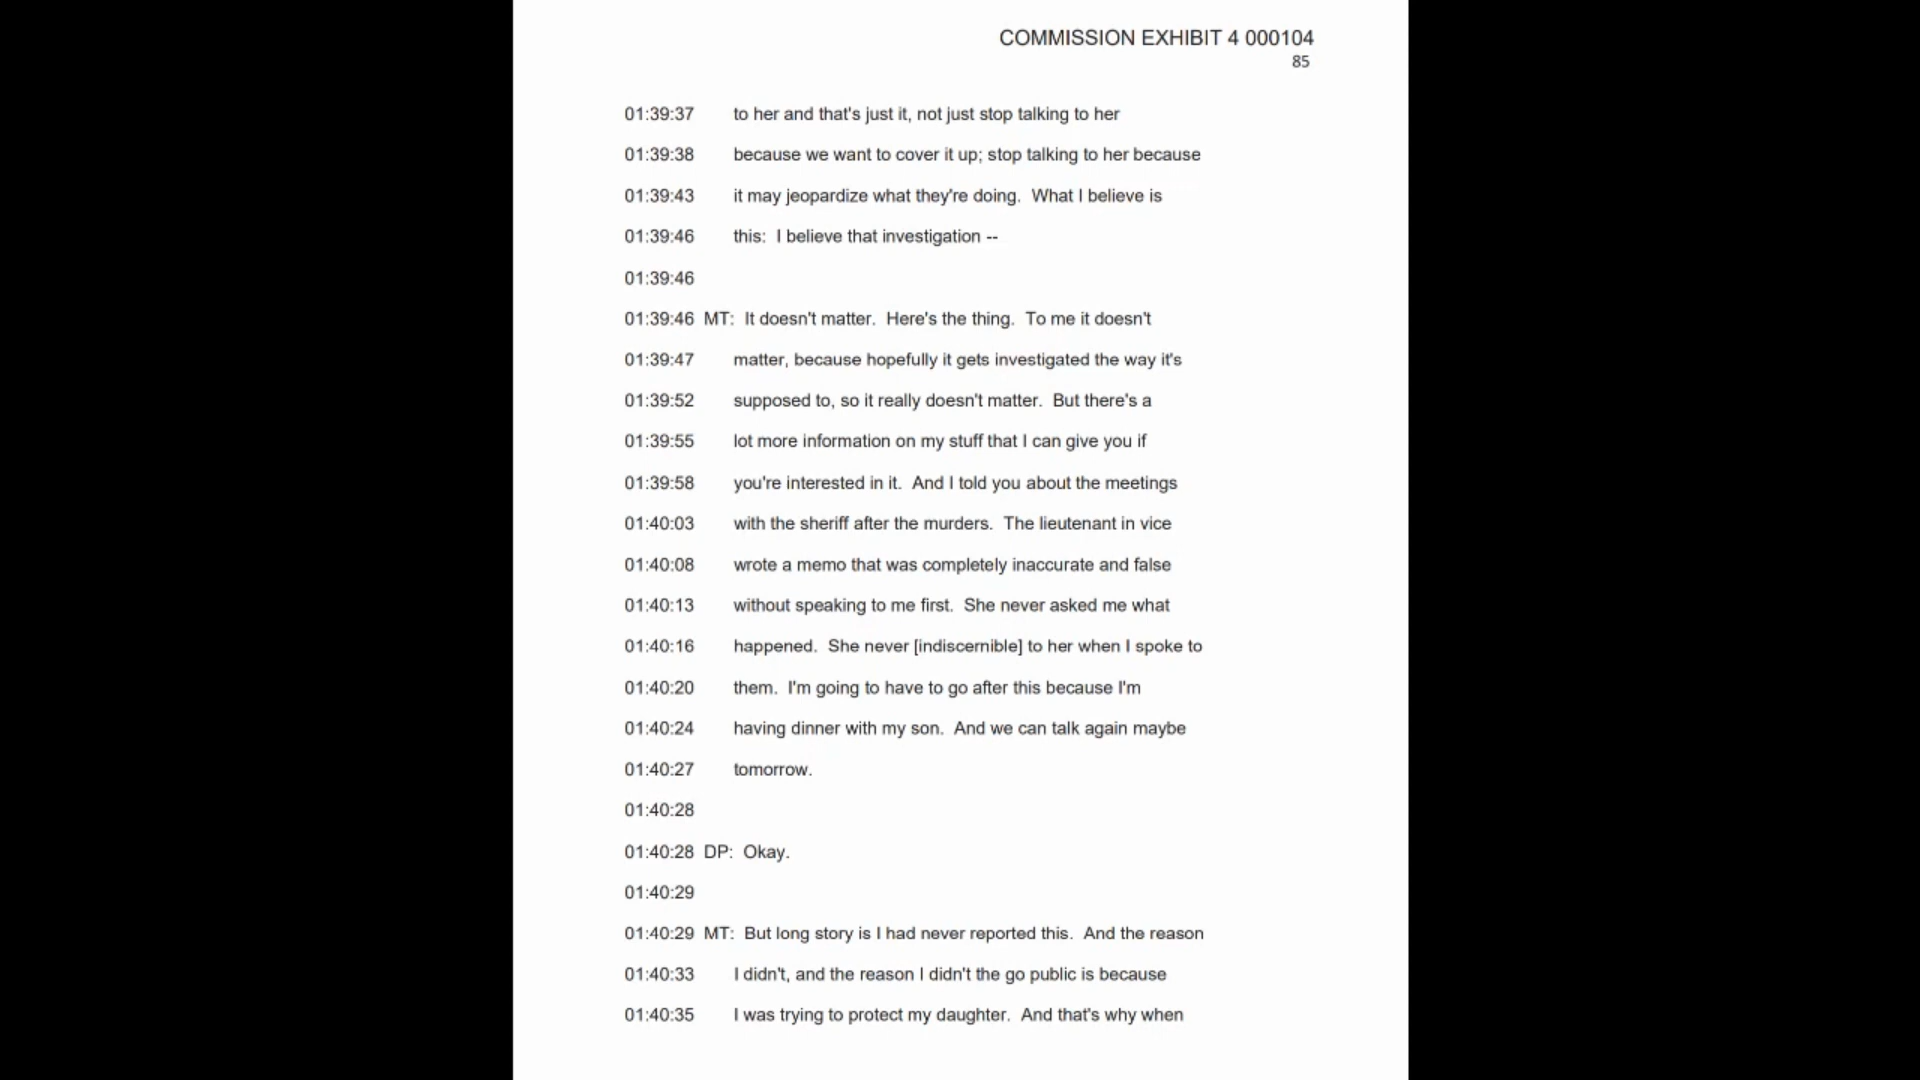 COMMISSION EXHIBIT 4 000104
85
01:39:37 to her and that's just it, not just stop talking to her
01:39:38 because we want to cover it up; stop talking to her because
01:39:43 it may jeopardize what they're doing. What I believe is
01:39:46 this: I believe that investigation --
01:39:46
01:39:46 MT: It doesn't matter. Here's the thing. To me it doesn't
01:39:47 matter, because hopefully it gets investigated the way it's
01:39:52 supposed to, so it really doesn't matter. But there's a
01:39:55 lot more information on my stuff that I can give you if
01:39:58 you're interested in it. And I told you about the meetings
01:40:03 with the sheriff after the murders. The lieutenant in vice
01:40:08 wrote a memo that was completely inaccurate and false
01:40:13 without speaking to me first. She never asked me what
01:40:16 happened. She never [indiscernible] to her when I spoke to
01:40:20 them. I'm going to have to go after this because I'm
01:40:24 having dinner with my son. And we can talk again maybe
01:40:27 tomorrow.
01:40:28
01:40:28 DP: Okay.
01:40:29
01:40:29 MT: But long story is I had never reported this. And the reason
01:40:33 I didn't, and the reason I didn't the go public is because
01:40:35 I was trying to protect my daughter. And that's why when